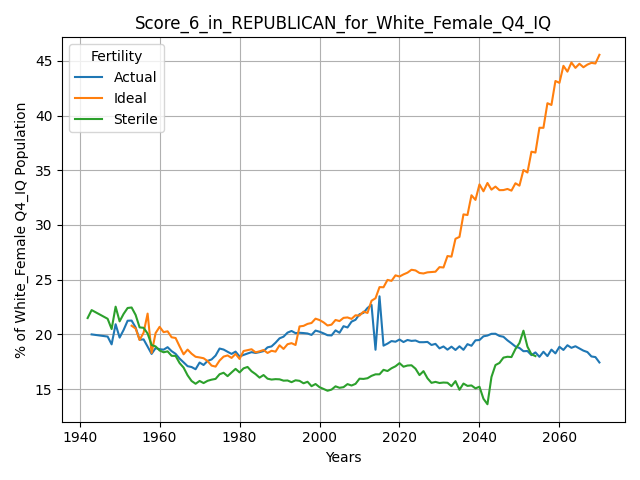 Score_6_in_REPUBLICAN_for_White_Female_Q4_IQ
Fertility
Actual
Ideal
Sterile
% of White_Female Q4_IQ Population
45
40
35
30
25
20
15
1940
1960
1980
2000
2020
2040
2060
Years